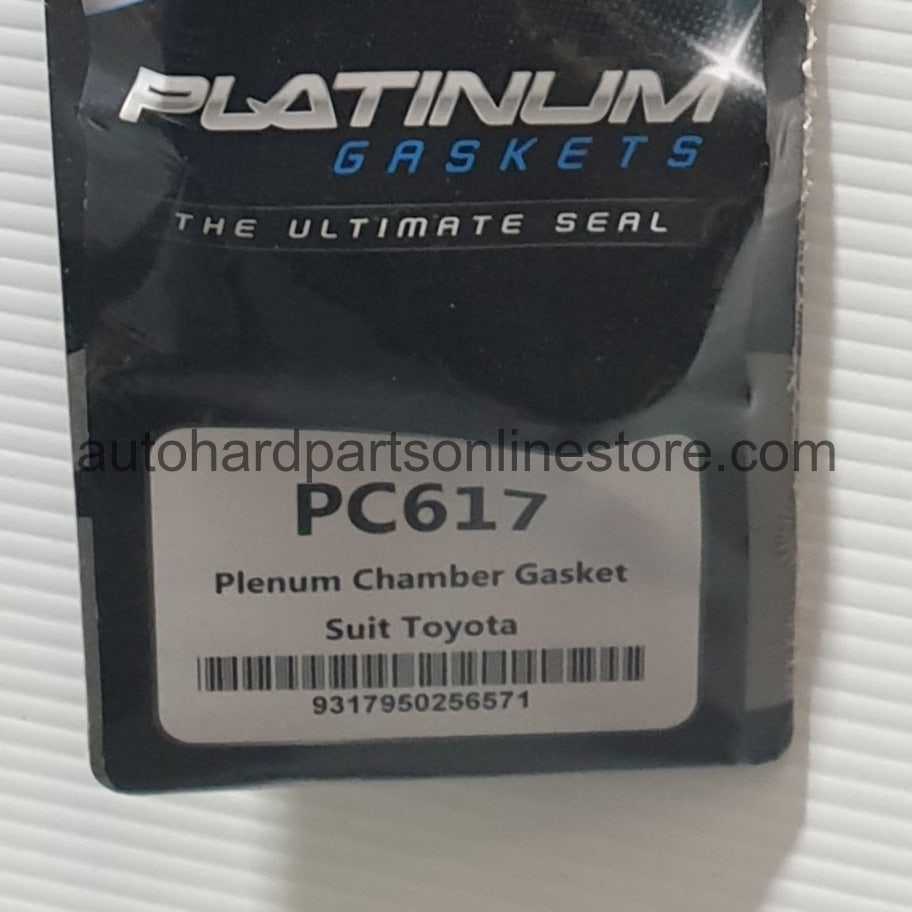 PLATINUM
GASKETS
THE ULTIMATE SEAL
autohardpartsonlinestore.com
PC617
Plenum Chamber Gasket
Suit Toyota
9317950256571